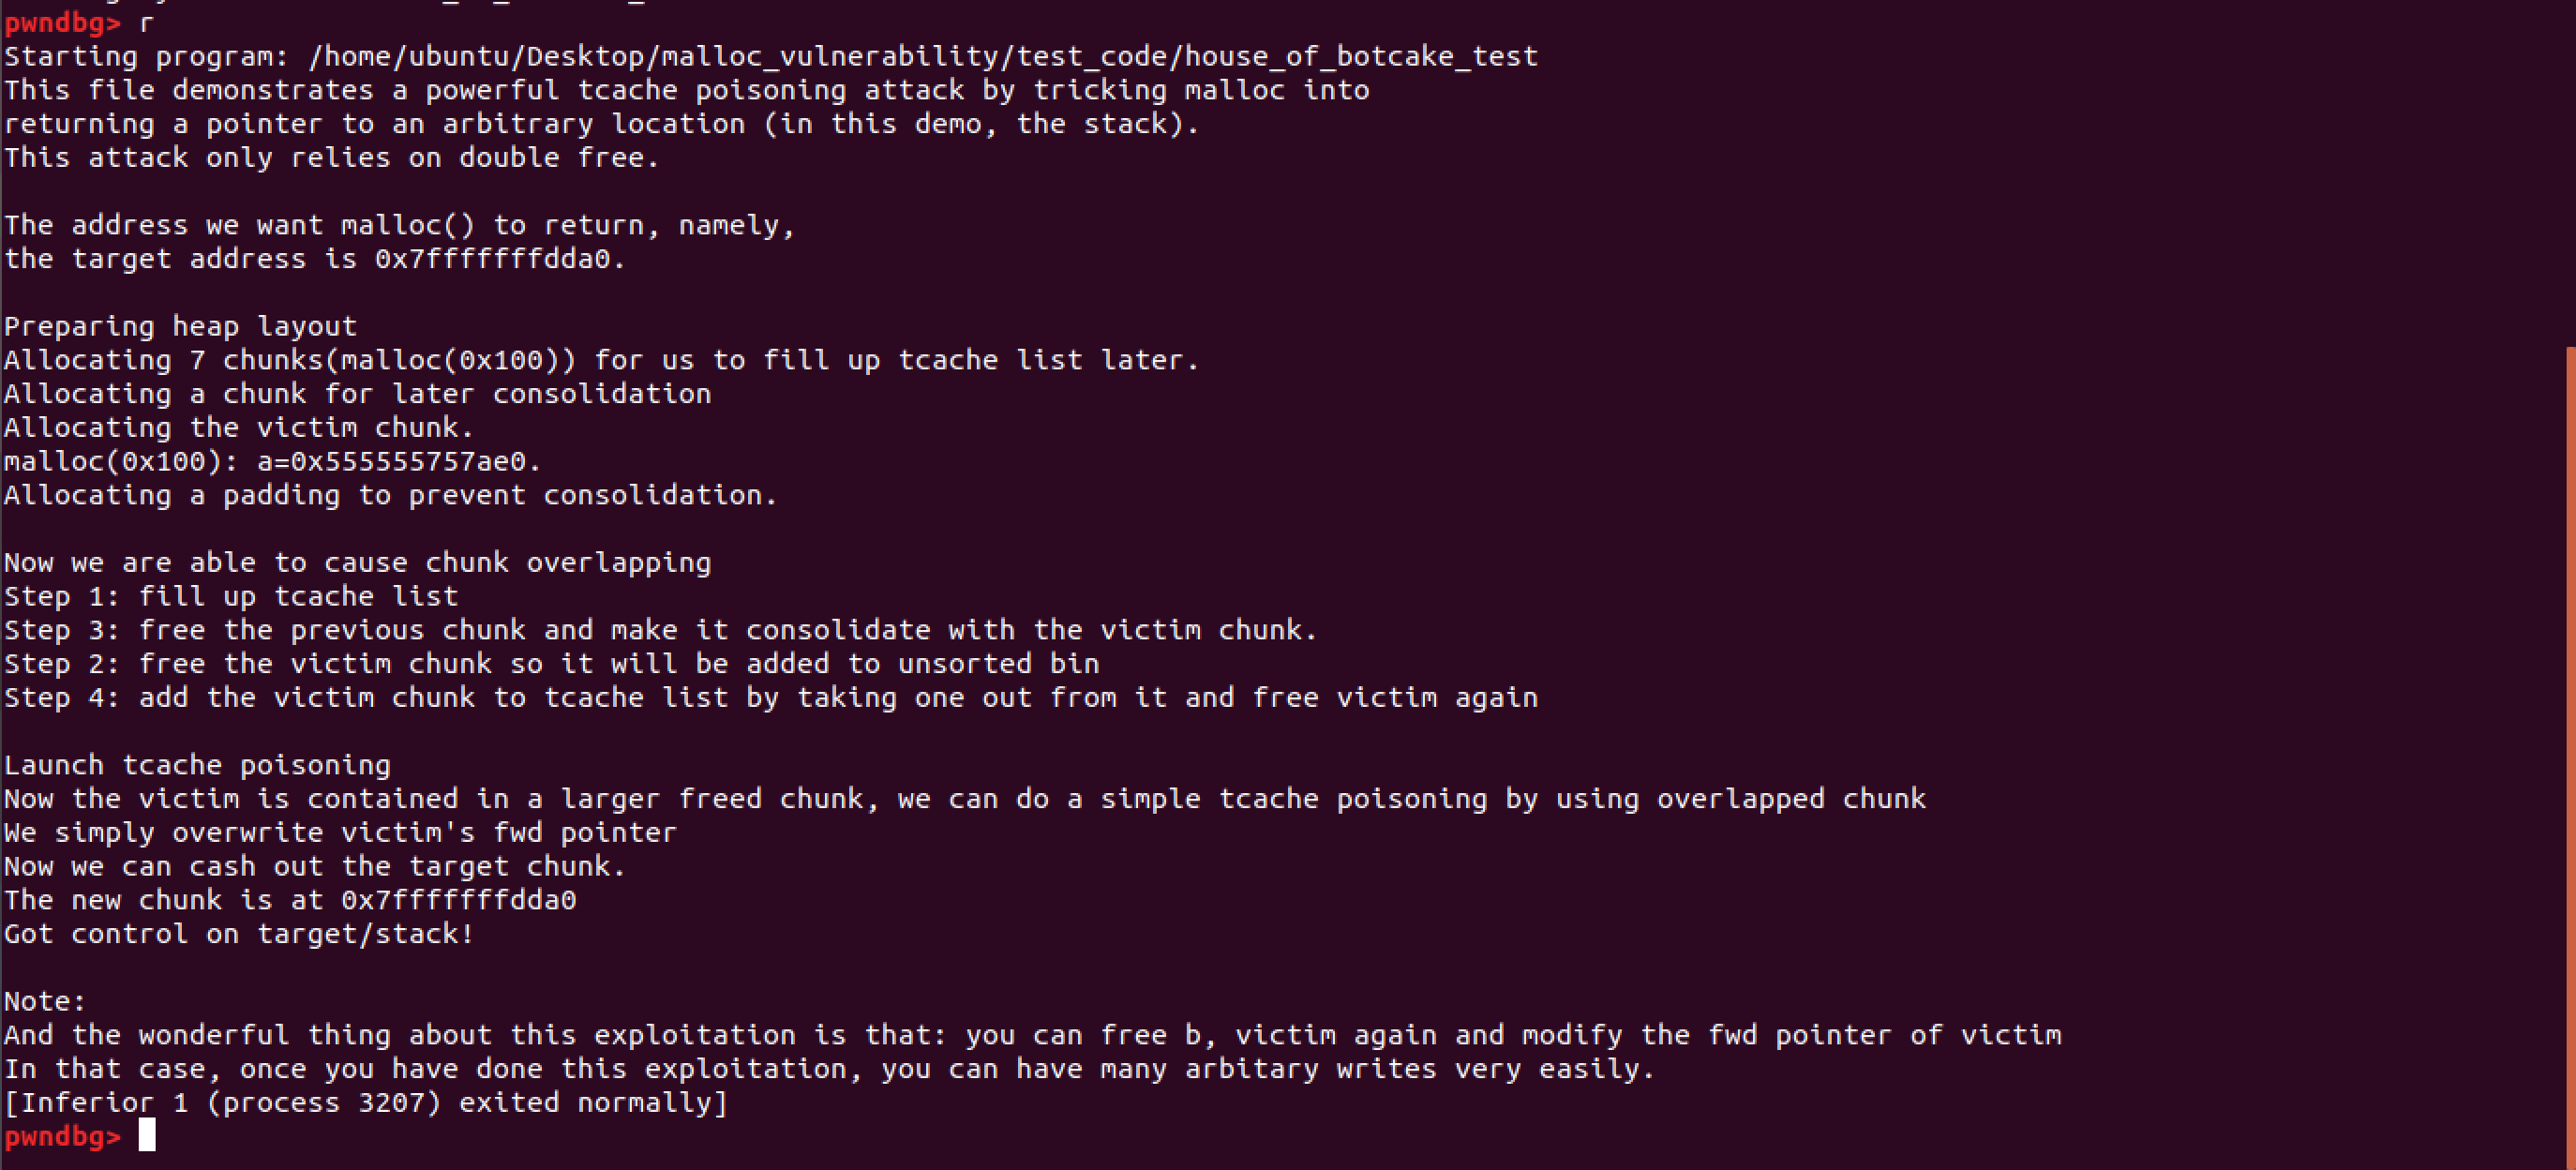 pwndbg> r
Starting program: /home/ubuntu/Desktop/malloc_vulnerability/test_code/house_of_botcake_test
This file demonstrates a powerful tcache poisoning attack by tricking malloc into
returning a pointer to an arbitrary location (in this demo, the stack).
This attack only relies on double free.

The address we want malloc() to return, namely,
the target address is 0x7fffffffdda0.

Preparing heap layout
Allocating 7 chunks(malloc(0x100)) for us to fill up tcache list later.
Allocating a chunk for later consolidation
Allocating the victim chunk.
malloc(0x100): a=0x555555757ae0.
Allocating a padding to prevent consolidation.

Now we are able to cause chunk overlapping
Step 1: fill up tcache list
Step 3: free the previous chunk and make it consolidate with the victim chunk.
Step 2: free the victim chunk so it will be added to unsorted bin
Step 4: add the victim chunk to tcache list by taking one out from it and free victim again

Launch tcache poisoning
Now the victim is contained in a larger freed chunk, we can do a simple tcache poisoning by using overlapped chunk
We simply overwrite victim's fwd pointer
Now we can cash out the target chunk.
The new chunk is at 0x7fffffffdda0
Got control on target/stack!

Note:
And the wonderful thing about this exploitation is that: you can free b, victim again and modify the fwd pointer of victim
In that case, once you have done this exploitation, you can have many arbitary writes very easily.
[Inferior 1 (process 3207) exited normally]
pwndbg>